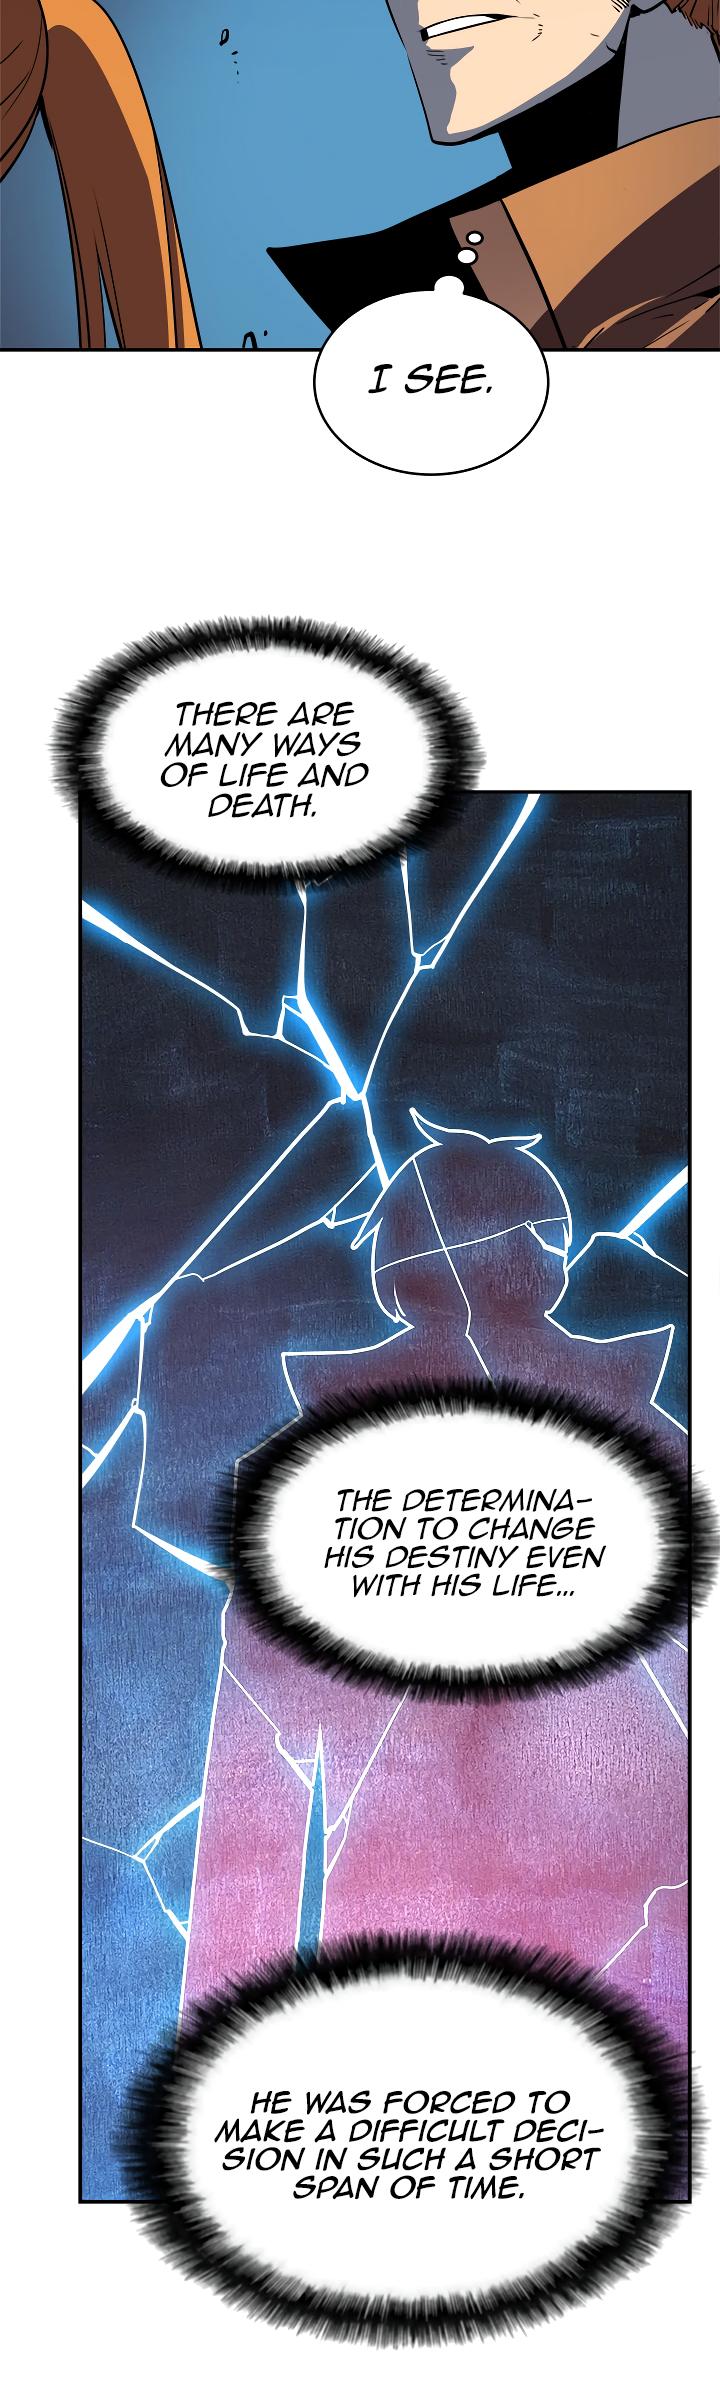 I SEE.
THERE ARE
MANY WAYS
OF LIFE AND
DEATH.
THE DETERMINA-
TION TO CHANGE
HIS DESTINY EVEN
WITH HIS LIFE...
HE WAS FORCED TO
MAKE A DIFFICULT DECI-
SION IN SUCH A SHORT
SPAN OF TIME.